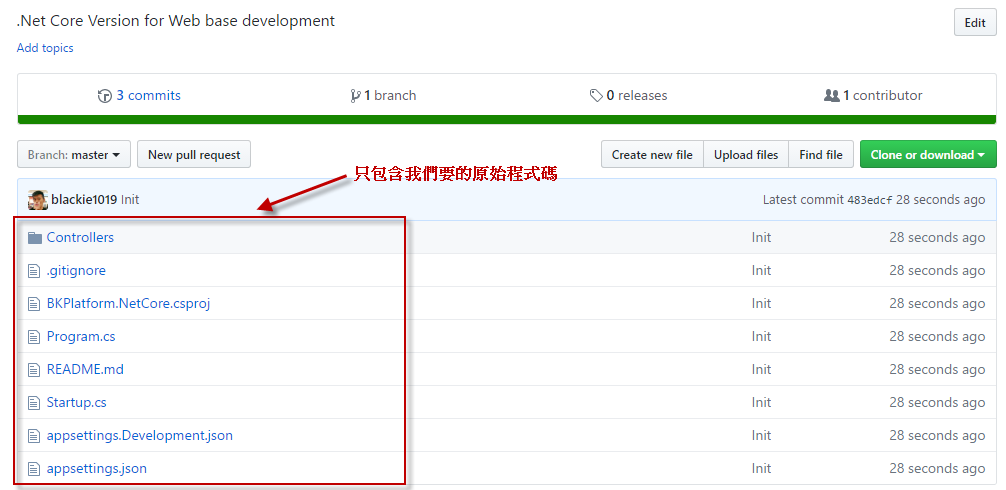 .Net Core Version for Web base development
Edit
Add topics
3 commits
1 branch
0 releases
1 contributor
Branch: master
New pull request
Create new file
Upload files
Find file
Clone or download
只包含我們要的原始程式碼
blackie1019 Init
Latest commit 483edcf 28 seconds ago
Controllers Init 28 seconds ago
.gitignore Init 28 seconds ago
BKPlatform.NetCore.csproj Init 28 seconds ago
Program.cs Init 28 seconds ago
README.md Init 28 seconds ago
Startup.cs Init 28 seconds ago
appsettings.Development.json Init 28 seconds ago
appsettings.json Init 28 seconds ago